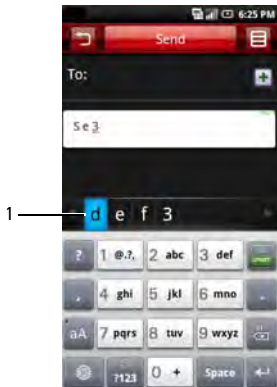 6:25 PM
Send
To:
Se3
1
d e f 3
? 1 @.?, 2 abc 3 def
, 4 ghi 5 jkl 6 mno .
aA 7 pqrs 8 tuv 9 wxyz
?123 0 + Space